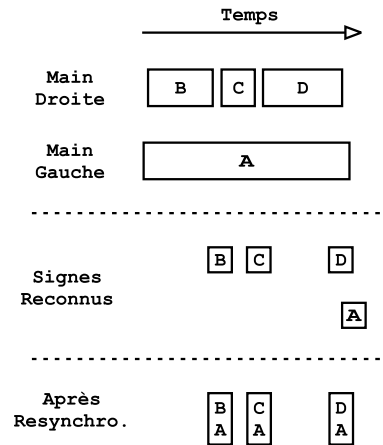 Temps
Main
Droite
B C D
Main
Gauche
A
Signes
Reconnus
B C D
A
Après
Resynchro.
B C D
A A A